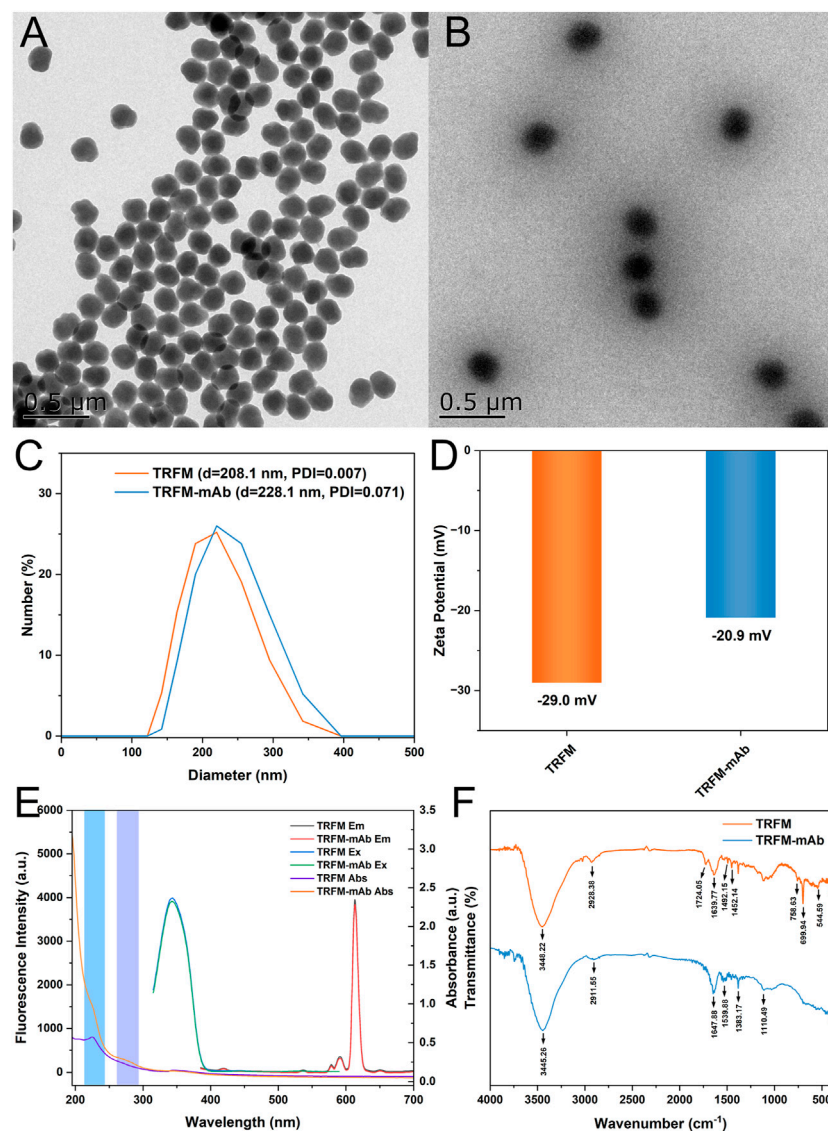 A
0.5 μm
B
0.5 μm
C
TRFM (d=208.1 nm, PDI=0.007)
TRFM-mAb (d=228.1 nm, PDI=0.071)
30
20
10
0
Number (%)
0 100 200 300 400 500
Diameter (nm)
D
0
−10
−20
−30
Zeta Potential (mV)
-29.0 mV
-20.9 mV
TRFM
TRFM-mAb
E
6000
5000
4000
3000
2000
1000
0
Fluorescence Intensity (a.u.)
TRFM Em
TRFM-mAb Em
TRFM Ex
TRFM-mAb Ex
TRFM Abs
TRFM-mAb Abs
3.5
3.0
2.5
2.0
1.5
1.0
0.5
0.0
Absorbance (a.u.)
200 300 400 500 600 700
Wavelength (nm)
F
TRFM
TRFM-mAb
Transmittance (%)
3448.22
2928.38
1724.05
1639.77
1492.15
1452.14
758.63
699.94
544.59
3445.26
2911.55
1647.88
1539.88
1383.17
1110.49
4000 3500 3000 2500 2000 1500 1000 500
Wavenumber (cm-1)